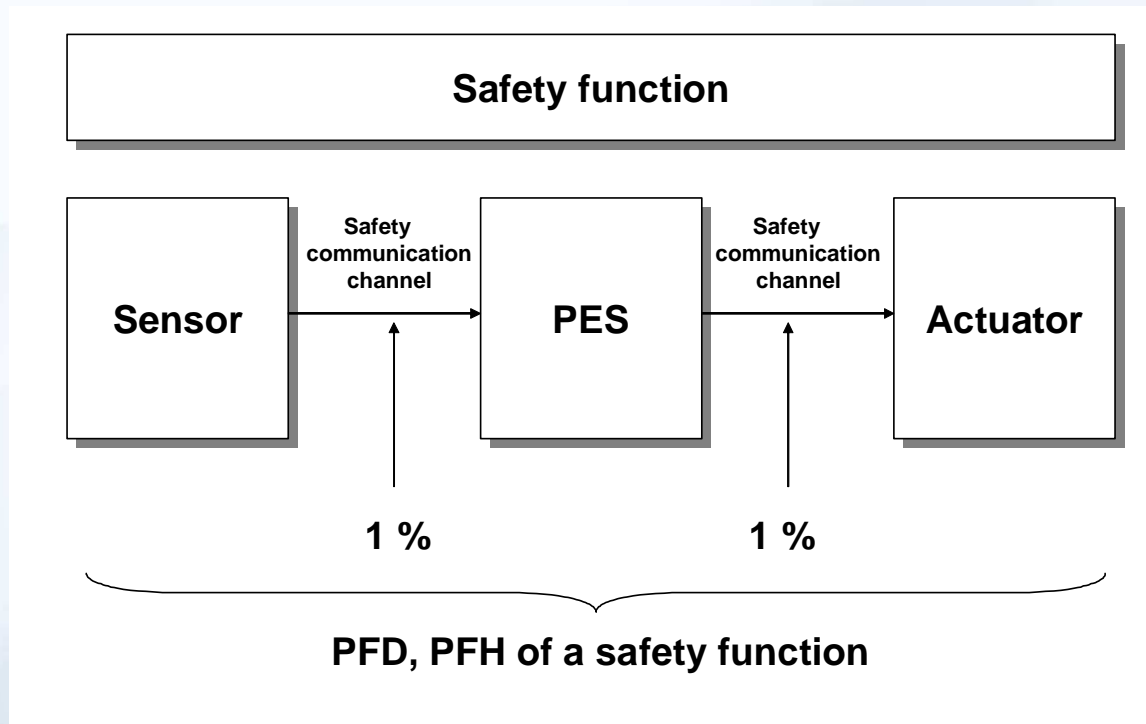 Safety function
Safety
communication
channel
Safety
communication
channel
Sensor
PES
Actuator
1 %
1 %
PFD, PFH of a safety function